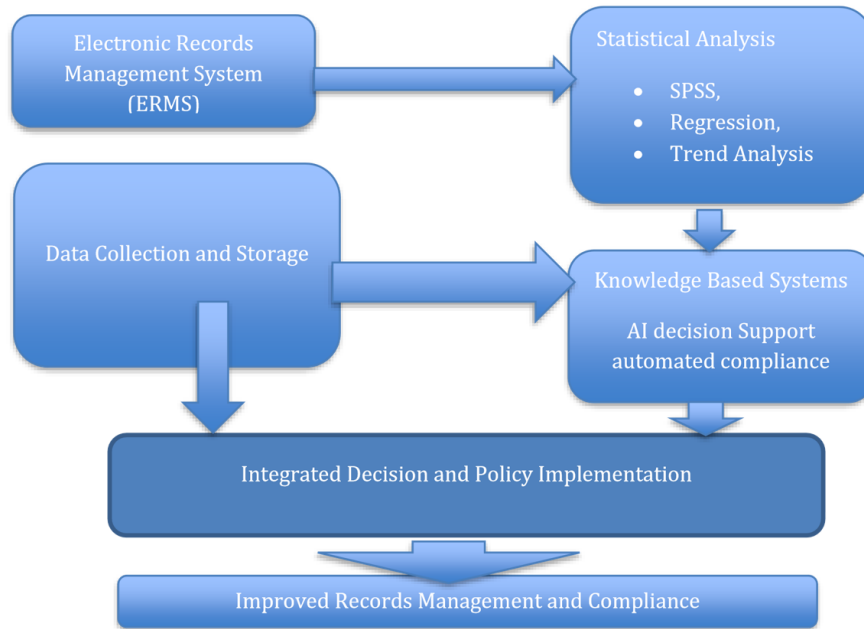 Electronic Records
Management System
(ERMS)
Statistical Analysis
• SPSS,
• Regression,
• Trend Analysis
Data Collection and Storage
Knowledge Based Systems
AI decision Support
automated compliance
Integrated Decision and Policy Implementation
Improved Records Management and Compliance